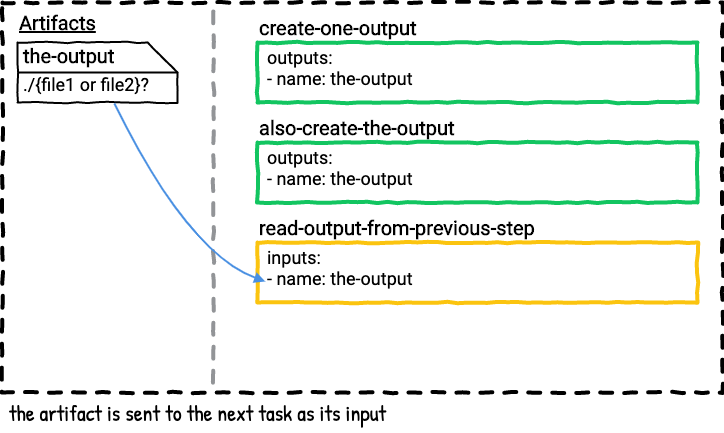 Artifacts
the-output
./{file1 or file2}?
create-one-output
outputs:
- name: the-output
also-create-the-output
outputs:
- name: the-output
read-output-from-previous-step
inputs:
- name: the-output
the artifact is sent to the next task as its input